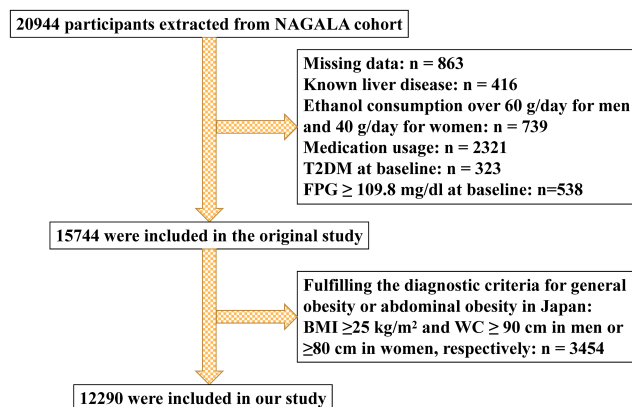 20944 participants extracted from NAGALA cohort
Missing data: n = 863
Known liver disease: n = 416
Ethanol consumption over 60 g/day for men
and 40 g/day for women: n = 739
Medication usage: n = 2321
T2DM at baseline: n = 323
FPG ≥ 109.8 mg/dl at baseline: n=538
15744 were included in the original study
Fulfilling the diagnostic criteria for general
obesity or abdominal obesity in Japan:
BMI ≥25 kg/m² and WC ≥ 90 cm in men or
≥80 cm in women, respectively: n = 3454
12290 were included in our study